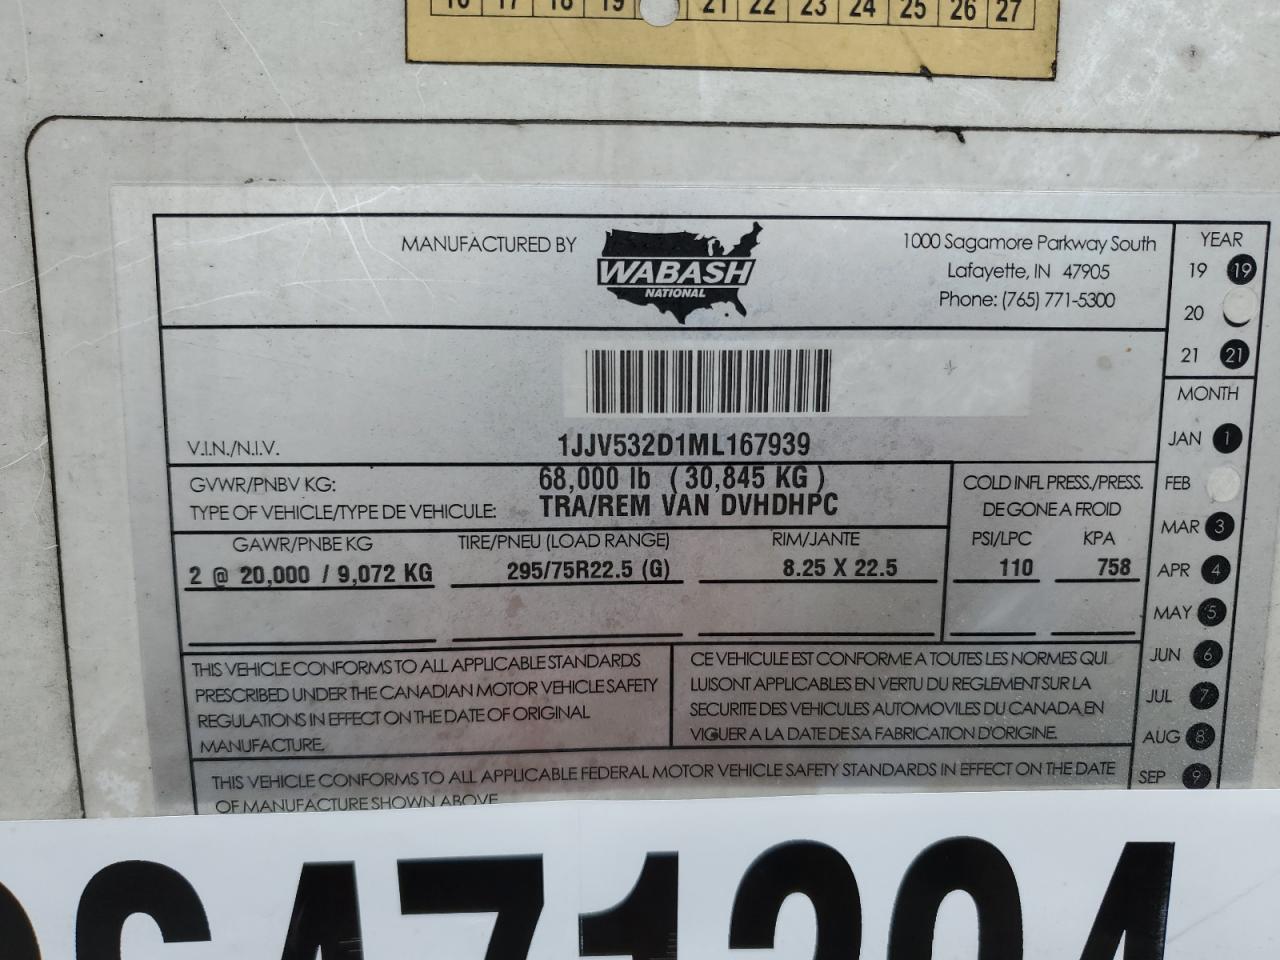 16 17 18 19 21 22 23 24 25 26 27
MANUFACTURED BY
WABASH
NATIONAL
1000 Sagamore Parkway South
Lafayette, IN 47905
Phone: (765) 771-5300
YEAR
19 19
20
21 21
V.I.N./N.I.V. 1JJV532D1ML167939
GVWR/PNBV KG: 68,000 lb ( 30,845 KG )
TYPE OF VEHICLE/TYPE DE VEHICULE: TRA/REM VAN DVHDHPC
COLD INFL PRESS./PRESS.
DE GONE A FROID
GAWR/PNBE KG TIRE/PNEU (LOAD RANGE) RIM/JANTE PSI/LPC KPA
2 @ 20,000 / 9,072 KG 295/75R22.5 (G) 8.25 X 22.5 110 758
THIS VEHICLE CONFORMS TO ALL APPLICABLE STANDARDS
PRESCRIBED UNDER THE CANADIAN MOTOR VEHICLE SAFETY
REGULATIONS IN EFFECT ON THE DATE OF ORIGINAL
MANUFACTURE.
CE VEHICULE EST CONFORME A TOUTES LES NORMES QUI
LUISONT APPLICABLES EN VERTU DU REGLEMENT SUR LA
SECURITE DES VEHICULES AUTOMOVILES DU CANADA EN
VIGUER A LA DATE DE SA FABRICATION D'ORIGINE.
THIS VEHICLE CONFORMS TO ALL APPLICABLE FEDERAL MOTOR VEHICLE SAFETY STANDARDS IN EFFECT ON THE DATE
OF MANUFACTURE SHOWN ABOVE
MONTH
JAN 1
FEB
MAR 3
APR 4
MAY 5
JUN 6
JUL 7
AUG 8
SEP 9